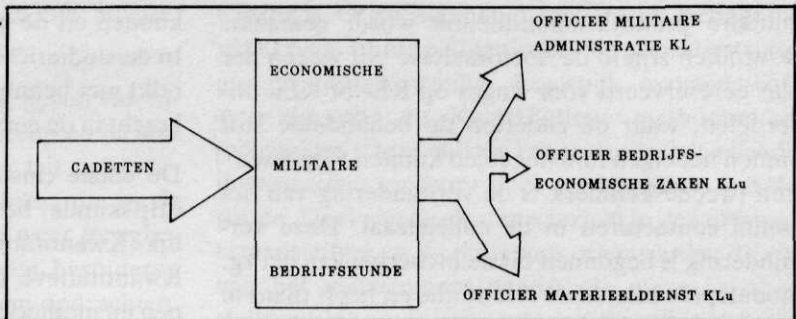 OFFICIER MILITAIRE
ADMINISTRATIE KL
ECONOMISCHE
CADETTEN
MILITAIRE
OFFICIER BEDRIJFS-
ECONOMISCHE ZAKEN KLu
BEDRIJFSKUNDE
OFFICIER MATERIEELDIENST KLu